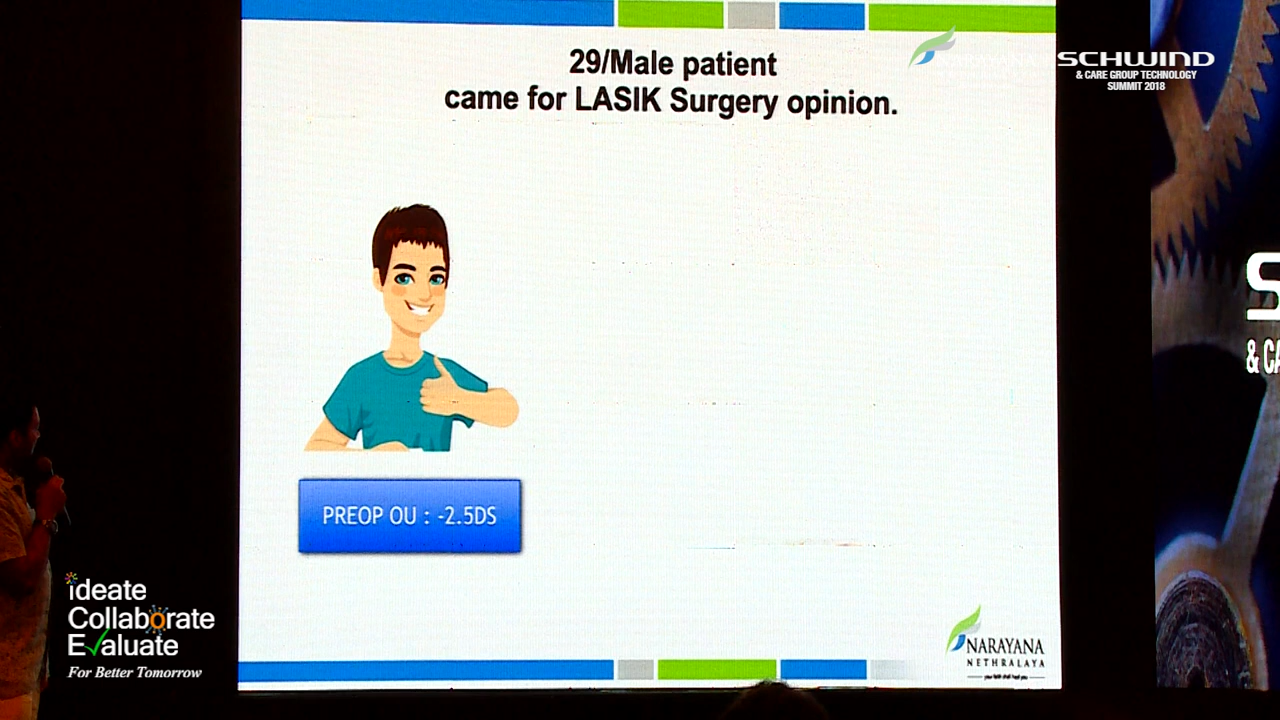 29/Male patient
came for LASIK Surgery opinion.
SCHWIND
& CARE GROUP TECHNOLOGY
SUMMIT 2018
S
& CA
PREOP OU : -2.5DS
ideate
Collaborate
Evaluate
For Better Tomorrow
NARAYANA
NETHRALAYA